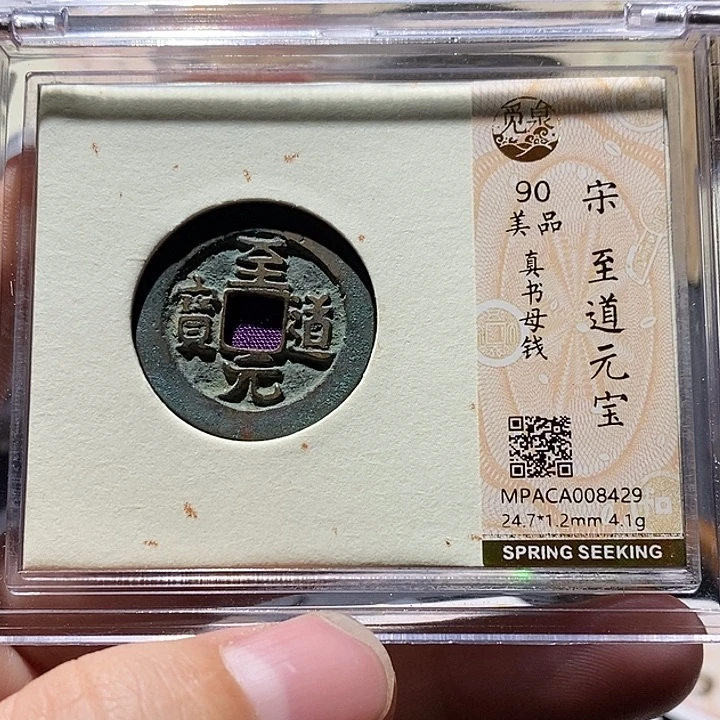 至道元寶
觅泉
90
美品
真书母钱
宋 至道元宝
MPACA008429
24.7*1.2mm 4.1g
SPRING SEEKING